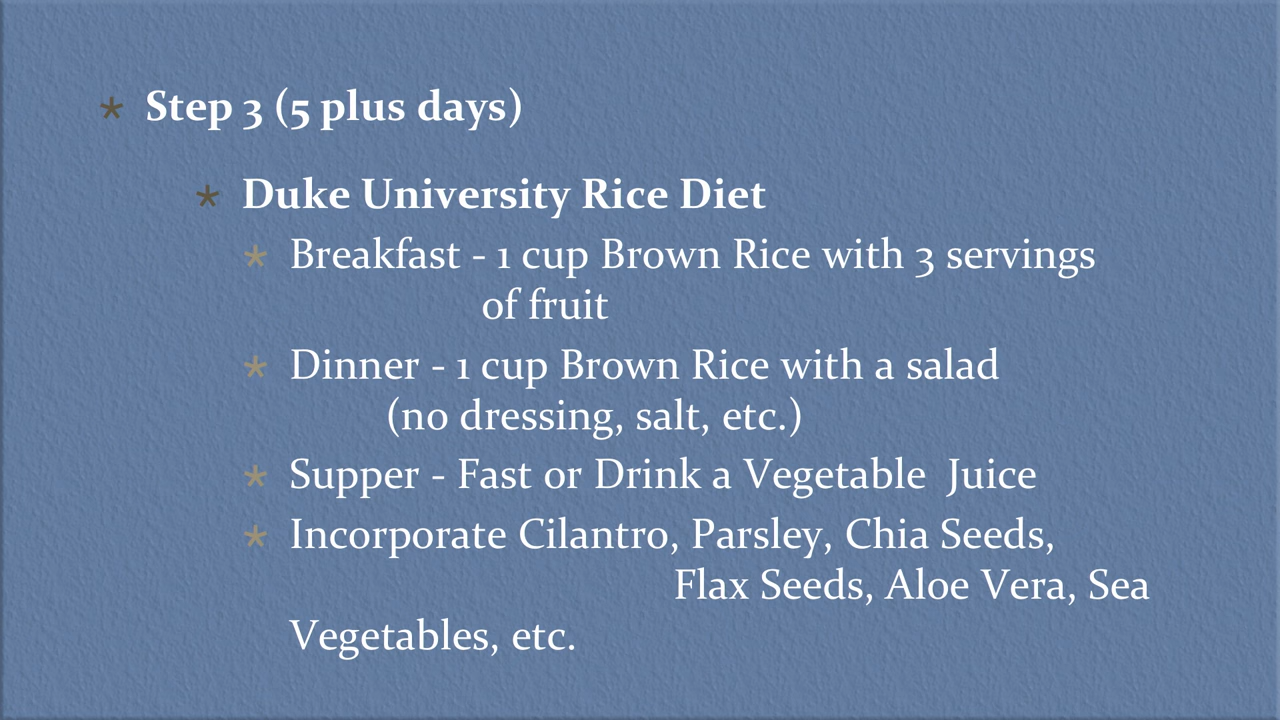 * Step 3 (5 plus days)
* Duke University Rice Diet
* Breakfast - 1 cup Brown Rice with 3 servings
of fruit
* Dinner - 1 cup Brown Rice with a salad
(no dressing, salt, etc.)
* Supper - Fast or Drink a Vegetable  Juice
* Incorporate Cilantro, Parsley, Chia Seeds,
Flax Seeds, Aloe Vera, Sea
Vegetables, etc.